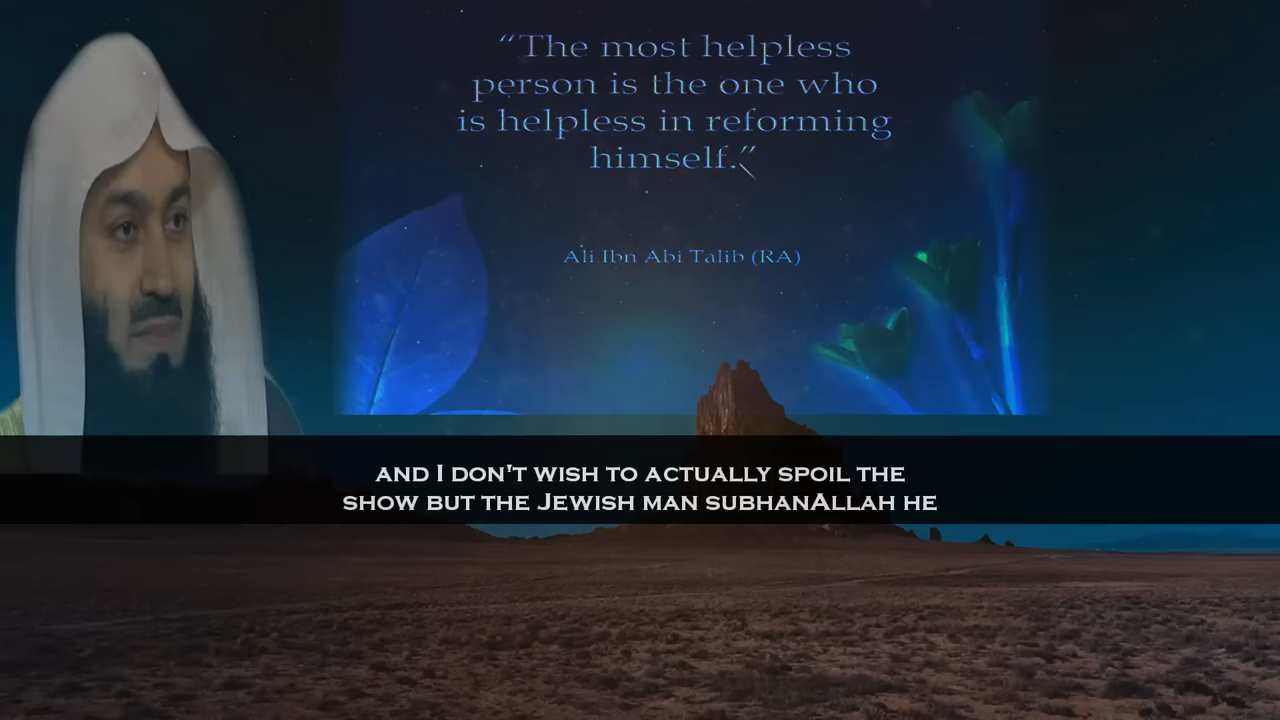 “The most helpless
person is the one who
is helpless in reforming
himself.”
Ali Ibn Abi Talib (RA)
AND I DON'T WISH TO ACTUALLY SPOIL THE
SHOW BUT THE JEWISH MAN SUBHANALLAH HE